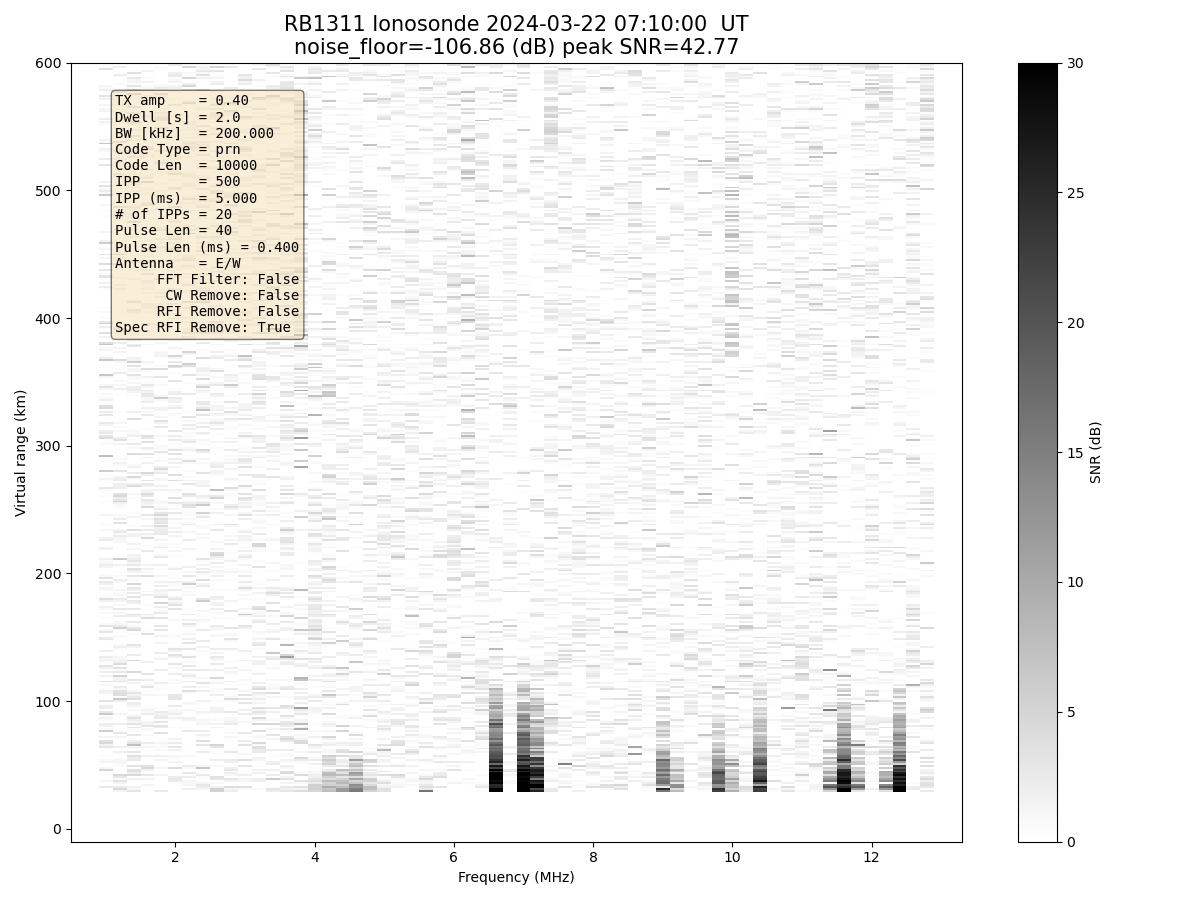 RB1311 Ionosonde 2024-03-22 07:10:00  UT
noise_floor=-106.86 (dB) peak SNR=42.77
TX amp    = 0.40
Dwell [s] = 2.0
BW [kHz]  = 200.000
Code Type = prn
Code Len  = 10000
IPP       = 500
IPP (ms)  = 5.000
# of IPPs = 20
Pulse Len = 40
Pulse Len (ms) = 0.400
Antenna   = E/W
FFT Filter: False
CW Remove: False
RFI Remove: False
Spec RFI Remove: True
600
500
400
300
200
100
0
Virtual range (km)
2
4
6
8
10
12
Frequency (MHz)
30
25
20
15
10
5
0
SNR (dB)